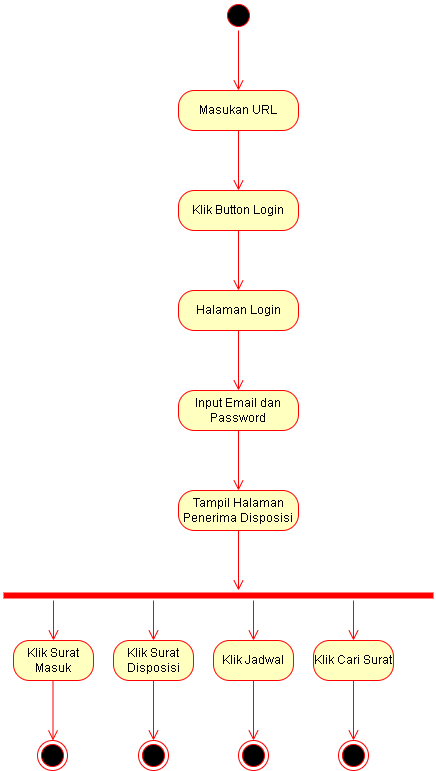 Masukan URL
Klik Button Login
Halaman Login
Input Email dan
Password
Tampil Halaman
Penerima Disposisi
Klik Surat
Masuk
Klik Surat
Disposisi
Klik Jadwal
Klik Cari Surat